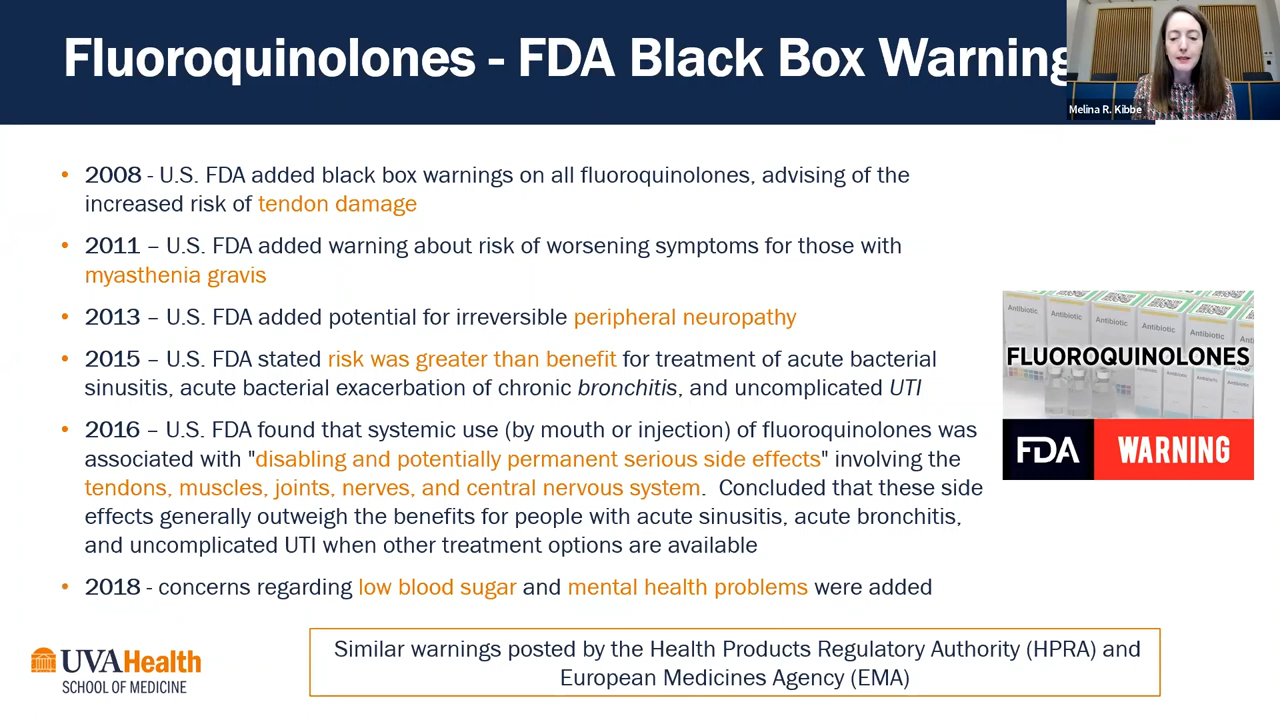 Fluoroquinolones - FDA Black Box Warning
Melina R. Kibbe
• 2008 - U.S. FDA added black box warnings on all fluoroquinolones, advising of the
increased risk of tendon damage
• 2011 – U.S. FDA added warning about risk of worsening symptoms for those with
myasthenia gravis
• 2013 – U.S. FDA added potential for irreversible peripheral neuropathy
• 2015 – U.S. FDA stated risk was greater than benefit for treatment of acute bacterial
sinusitis, acute bacterial exacerbation of chronic bronchitis, and uncomplicated UTI
• 2016 – U.S. FDA found that systemic use (by mouth or injection) of fluoroquinolones was
associated with "disabling and potentially permanent serious side effects" involving the
tendons, muscles, joints, nerves, and central nervous system. Concluded that these side
effects generally outweigh the benefits for people with acute sinusitis, acute bronchitis,
and uncomplicated UTI when other treatment options are available
• 2018 - concerns regarding low blood sugar and mental health problems were added
Antibiotic
Antibiotic
Antibiotic
Antibiotic
Antibiotic
Antibiotic
FLUOROQUINOLONES
FDA WARNING
UVAHealth
SCHOOL OF MEDICINE
Similar warnings posted by the Health Products Regulatory Authority (HPRA) and
European Medicines Agency (EMA)